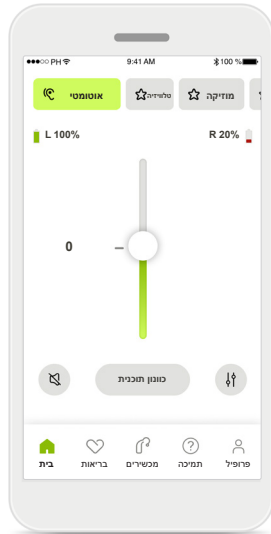 ●●●○○ PH 9:41 AM 100 %
אוטומטי טלוויזיה מוזיקה
L 100% R 20%
0
כוונון תוכנית
בית בריאות מכשירים תמיכה פרופיל